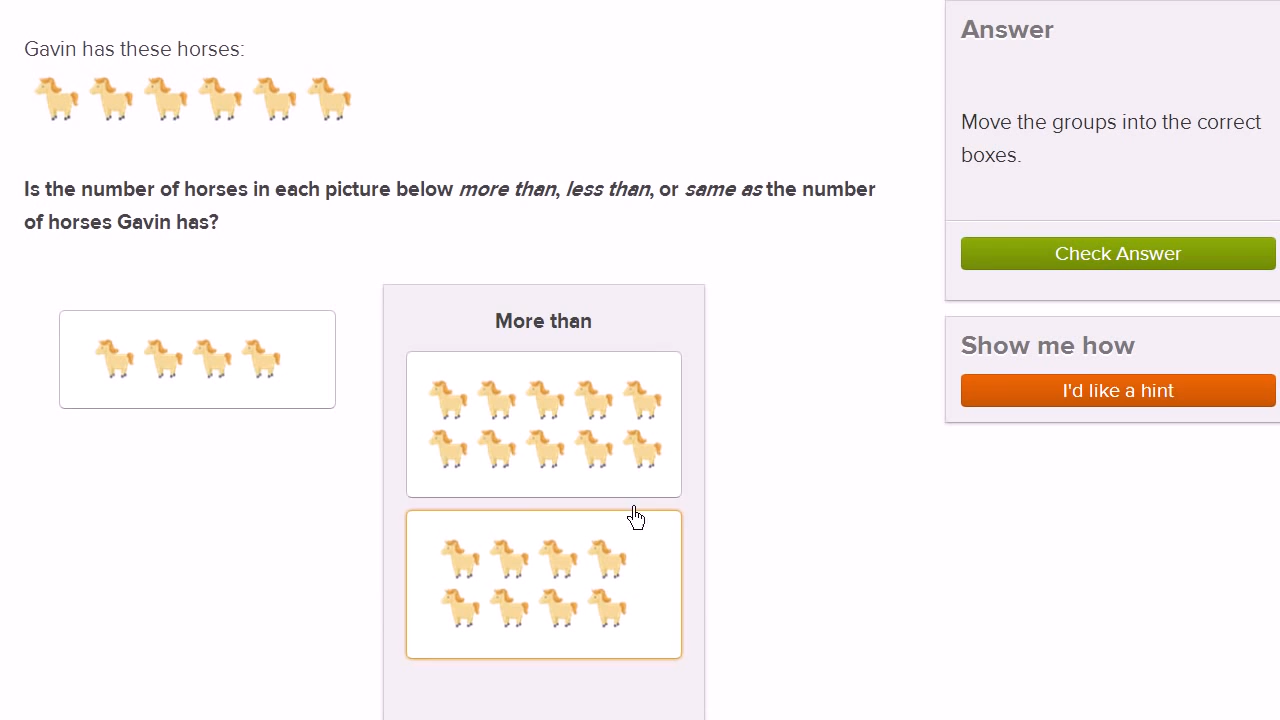 Gavin has these horses:
Is the number of horses in each picture below more than, less than, or same as the number
of horses Gavin has?
More than
Answer
Move the groups into the correct
boxes.
Check Answer
Show me how
I'd like a hint